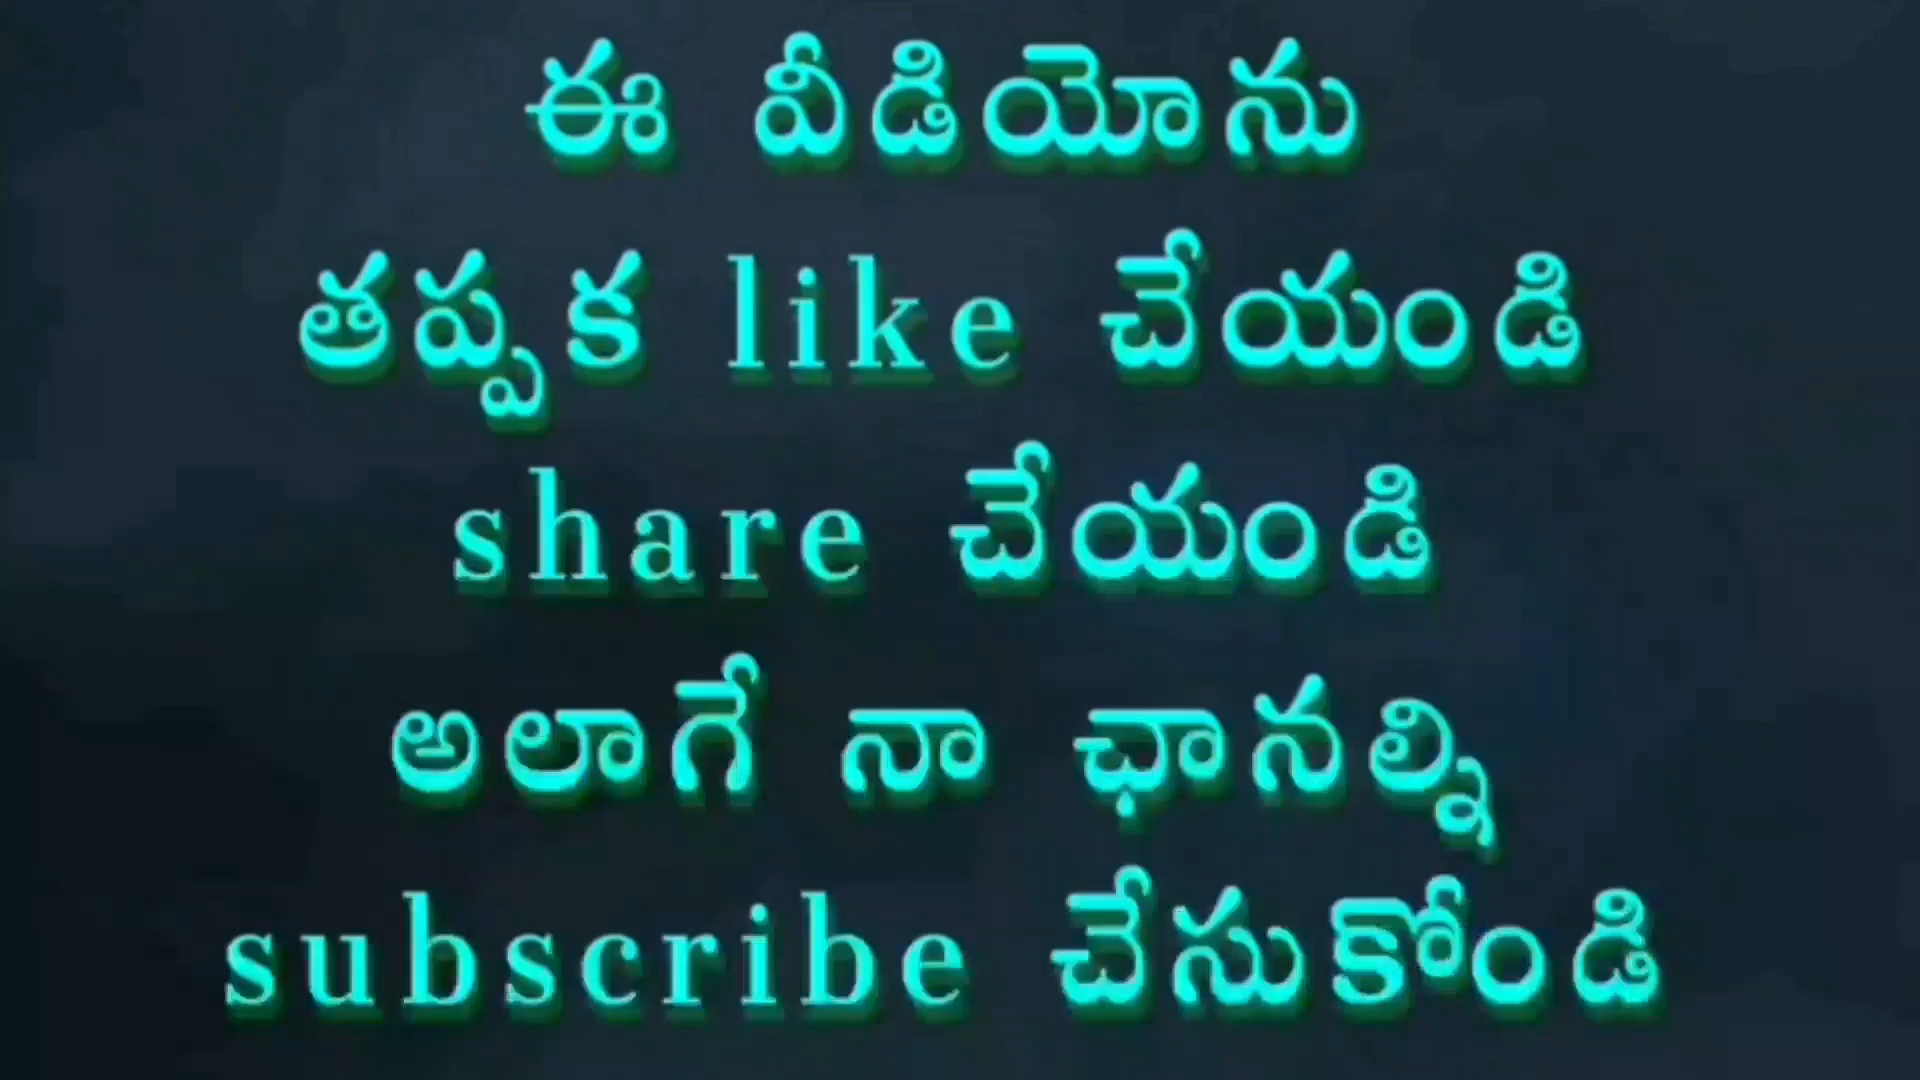 ఈ వీడియోను
తప్పక like చేయండి
share చేయండి
అలాగే నా ఛానల్ని
subscribe చేసుకోండి